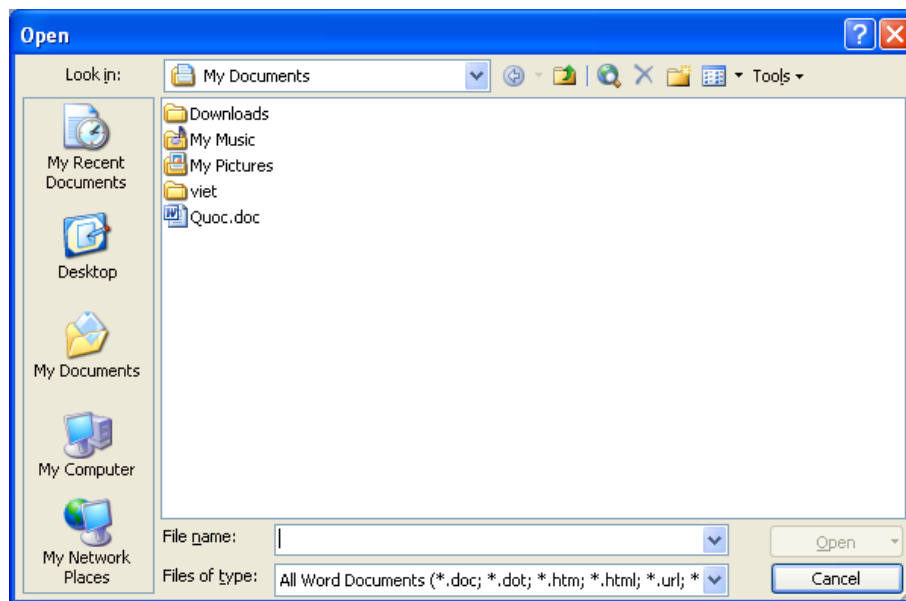 Open
Look in:
My Documents
Tools
Downloads
My Music
My Pictures
viet
Quoc.doc
My Recent
Documents
Desktop
My Documents
My Computer
My Network
Places
File name:
Open
Files of type:
All Word Documents (*.doc; *.dot; *.htm; *.html; *.url; *
Cancel